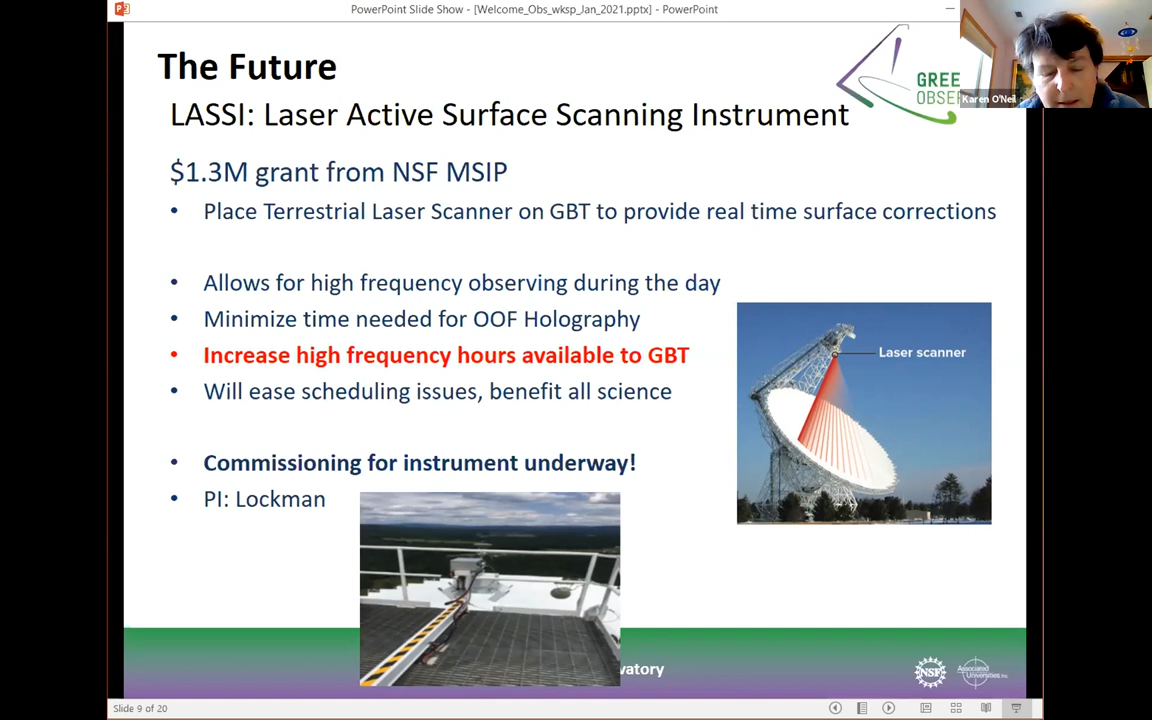 PowerPoint Slide Show - [Welcome_Obs_wksp_Jan_2021.pptx] - PowerPoint
The Future
LASSI: Laser Active Surface Scanning Instrument
GREE
OBSE
Karen O'Neil
$1.3M grant from NSF MSIP
• Place Terrestrial Laser Scanner on GBT to provide real time surface corrections
• Allows for high frequency observing during the day
• Minimize time needed for OOF Holography
• Increase high frequency hours available to GBT
• Will ease scheduling issues, benefit all science
Laser scanner
• Commissioning for instrument underway!
• PI: Lockman
vatory
NSF
Associated
Universities, Inc.
Slide 9 of 20